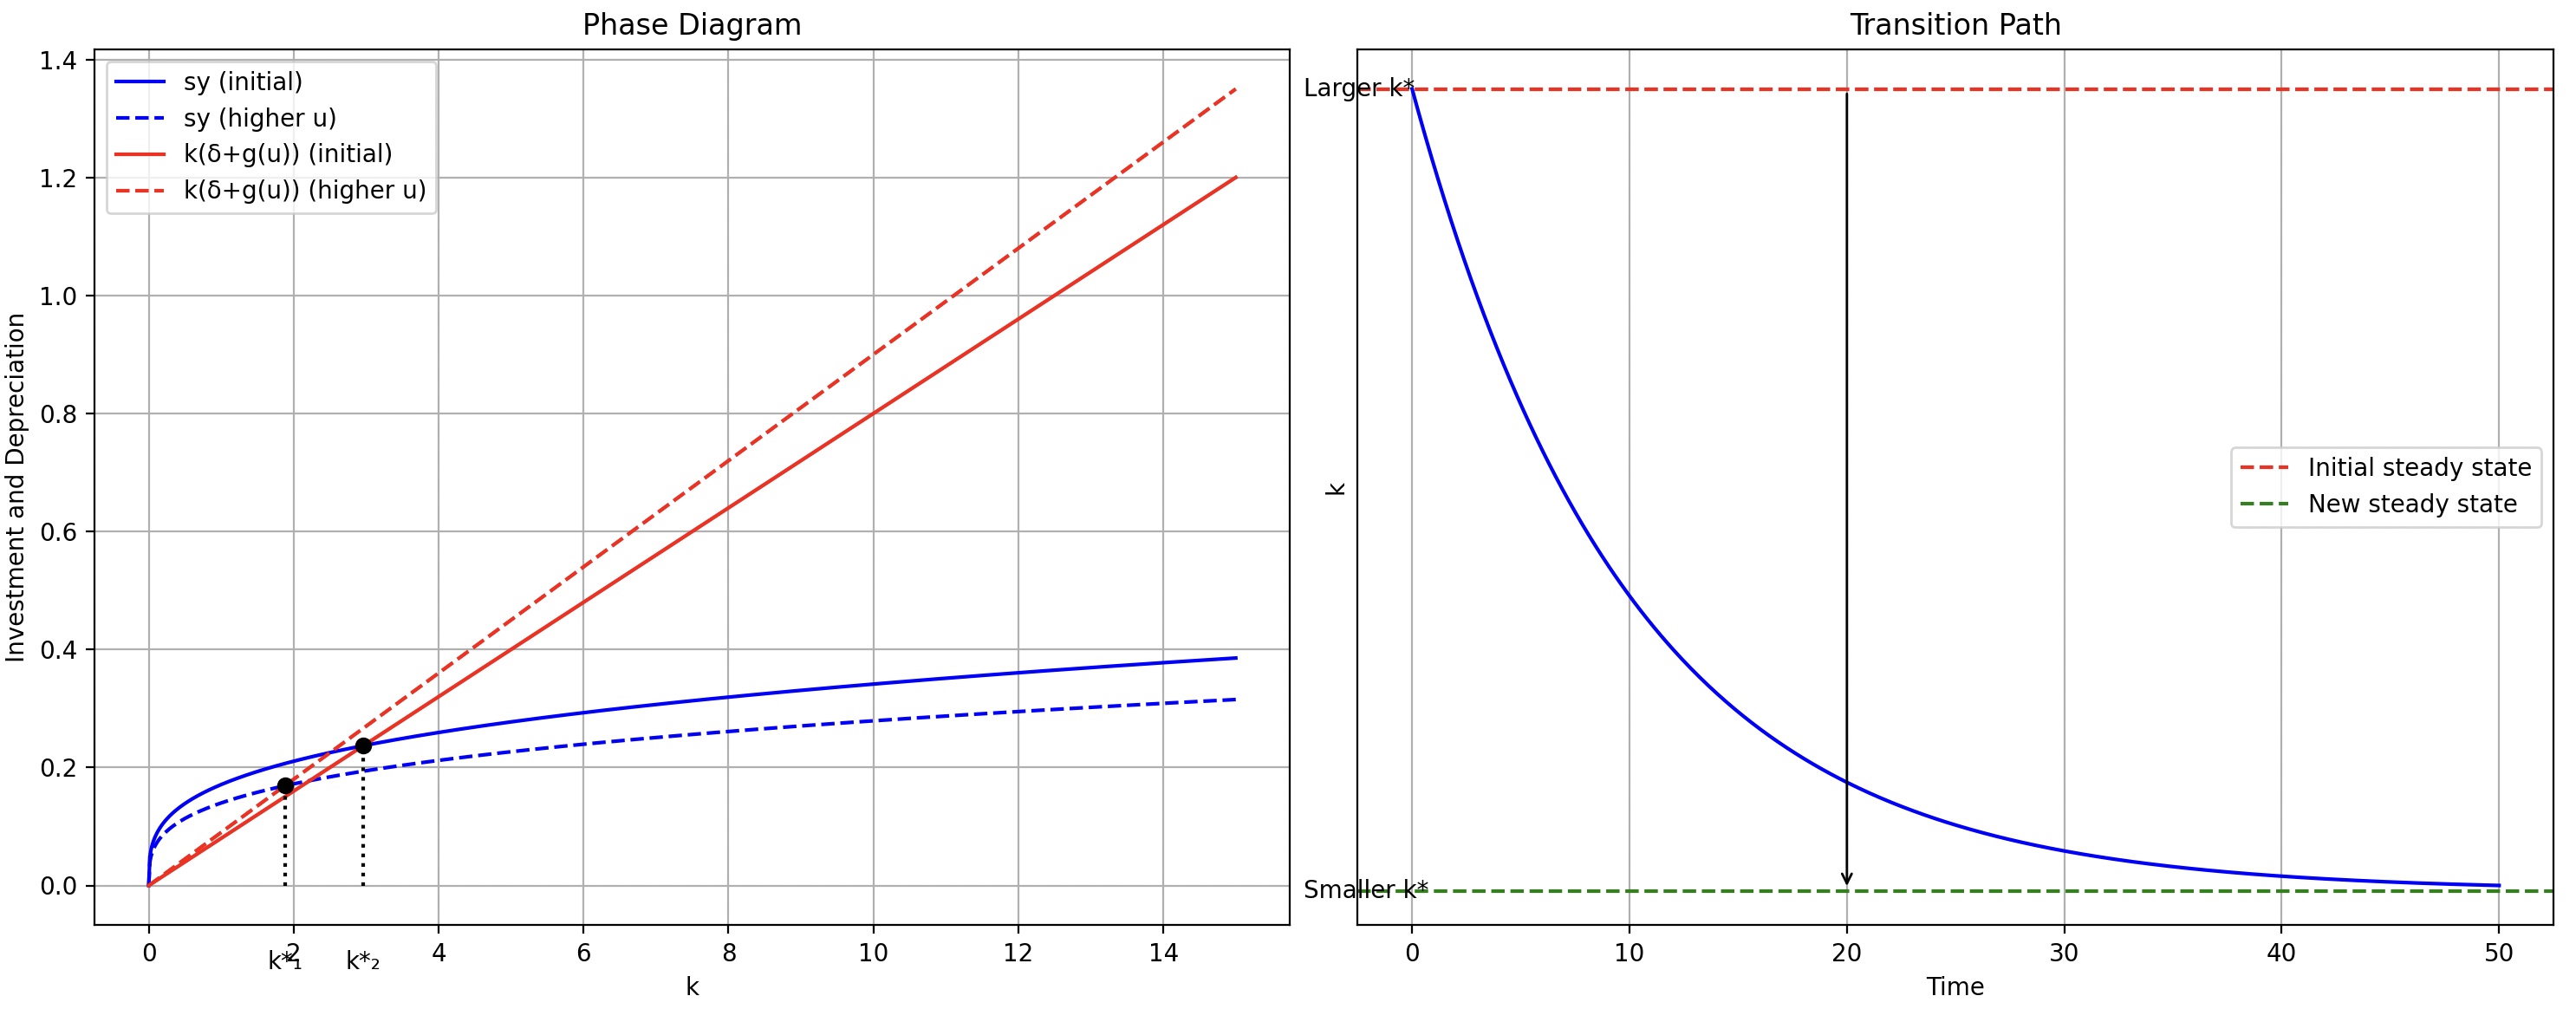 Phase Diagram
1.4
1.2
1.0
0.8
0.6
0.4
0.2
0.0
Investment and Depreciation
sy (initial)
sy (higher u)
k(δ+g(u)) (initial)
k(δ+g(u)) (higher u)
0 2 4 6 8 10 12 14
k*₁ k*₂
k
Transition Path
Larger k*
k
Initial steady state
New steady state
Smaller k*
0 10 20 30 40 50
Time